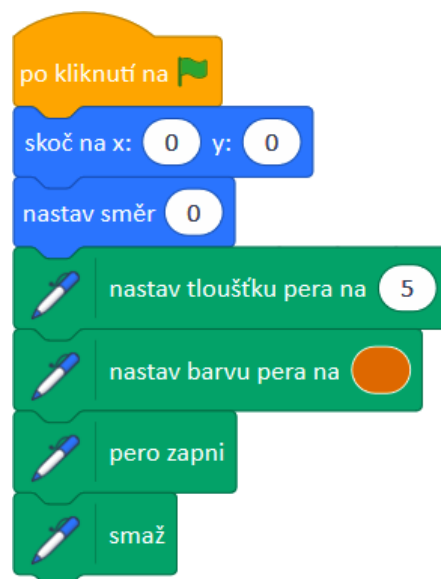 po kliknutí na
skoč na x: 0 y: 0
nastav směr 0
nastav tloušťku pera na 5
nastav barvu pera na
pero zapni
smaž